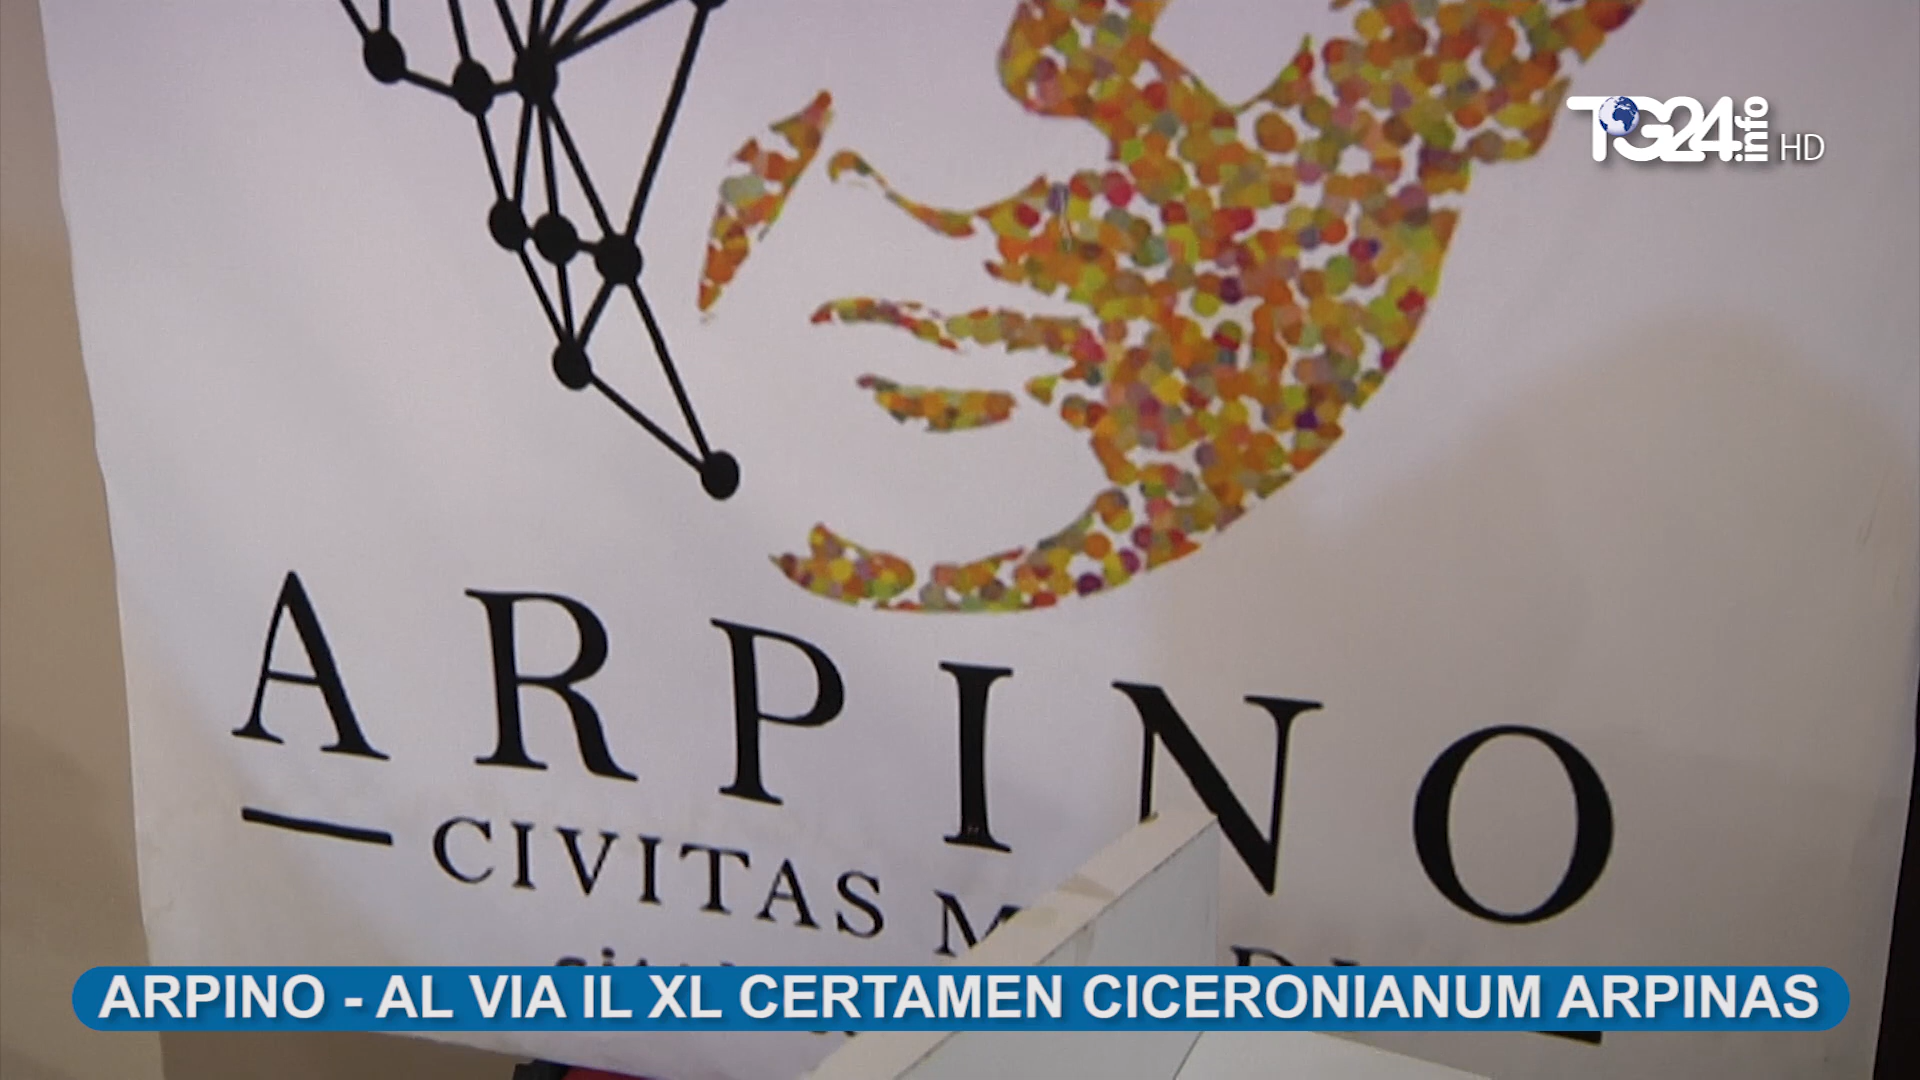 TG24.info HD
ARPINO
CIVITAS
ARPINO - AL VIA IL XL CERTAMEN CICERONIANUM ARPINAS